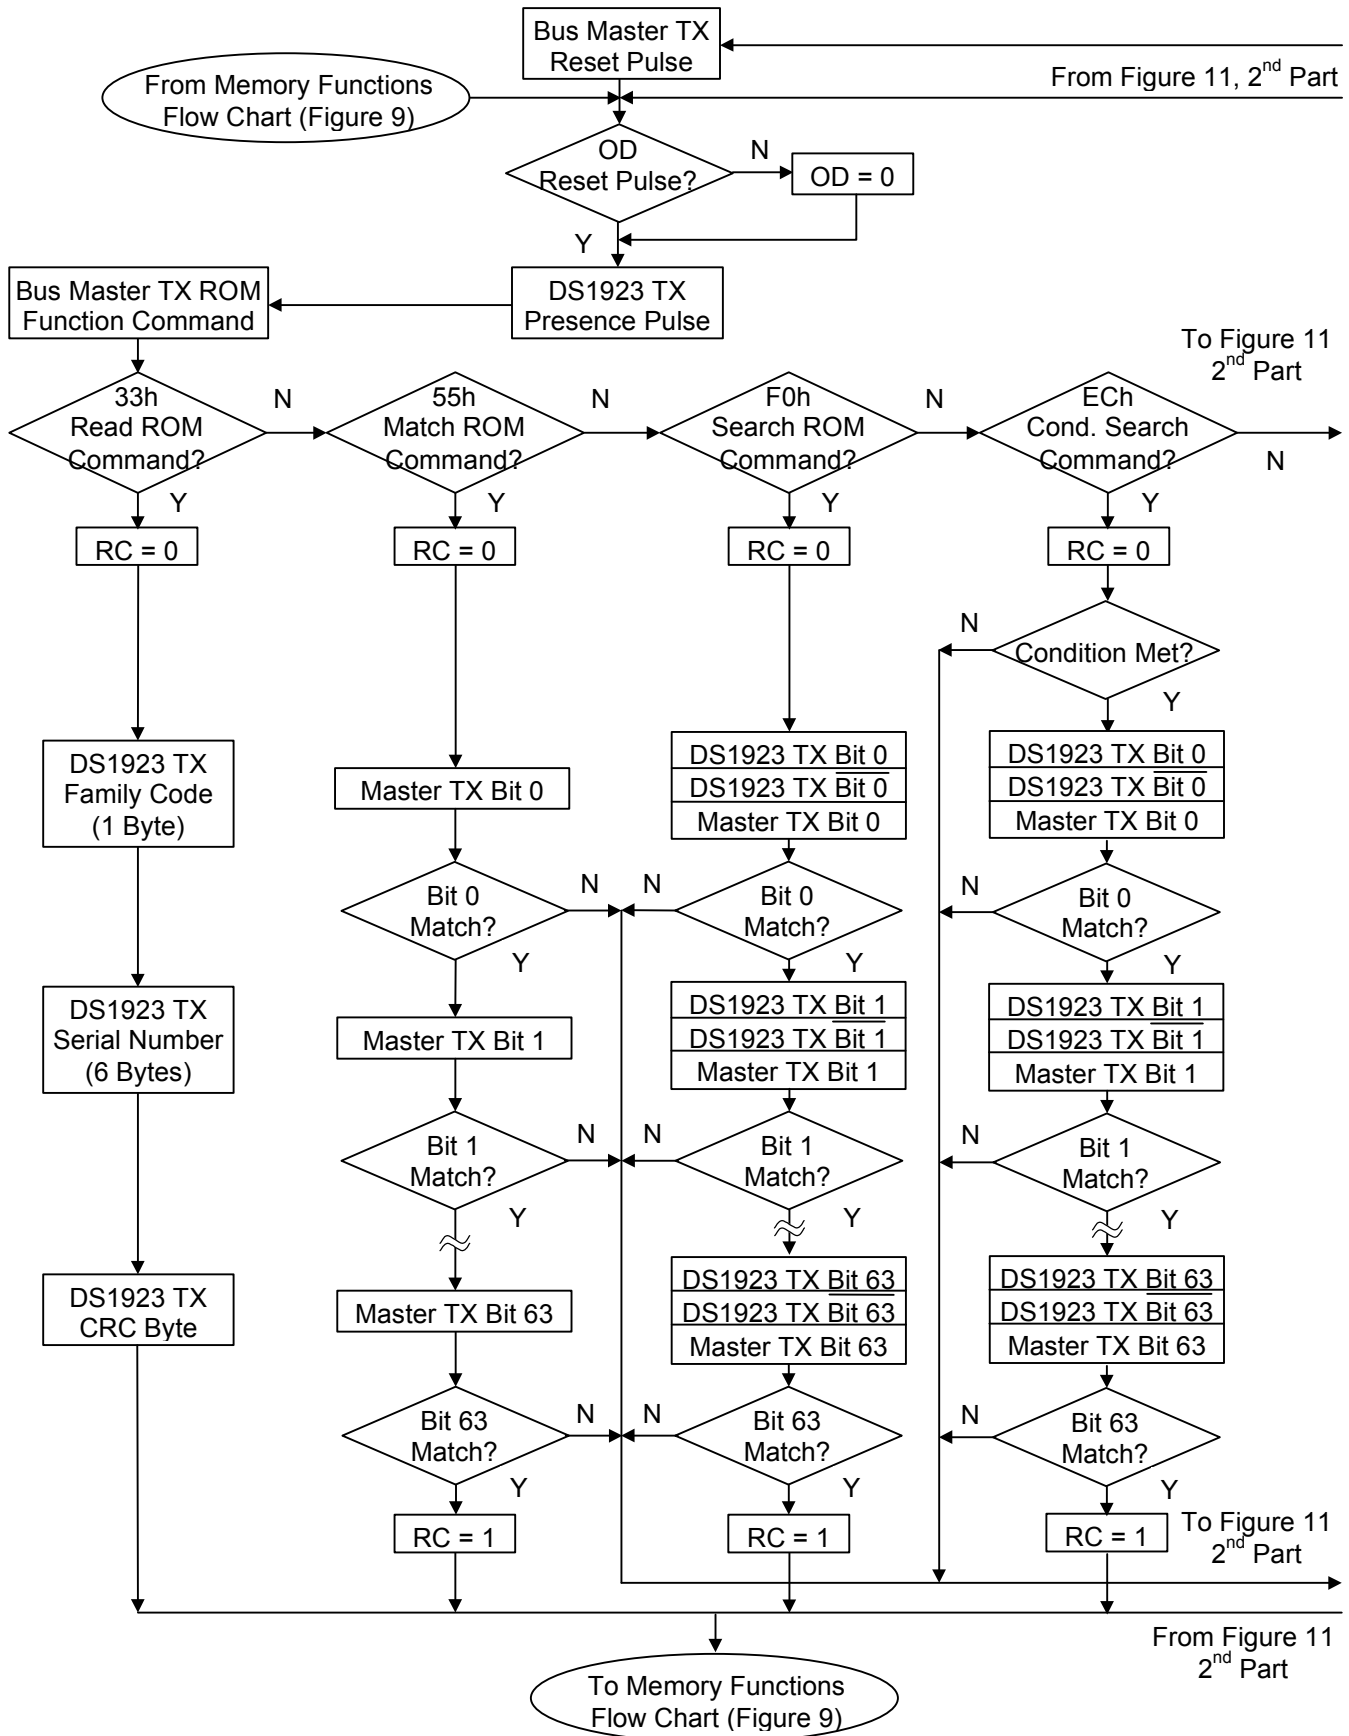 Bus Master TX
Reset Pulse
From Memory Functions
Flow Chart (Figure 9)
From Figure 11, 2nd Part
OD
Reset Pulse?
N
OD = 0
Y
Bus Master TX ROM
Function Command
DS1923 TX
Presence Pulse
To Figure 11
2nd Part
33h
Read ROM
Command?
N
55h
Match ROM
Command?
N
F0h
Search ROM
Command?
N
ECh
Cond. Search
Command?
N
Y
Y
Y
Y
RC = 0
RC = 0
RC = 0
RC = 0
N
Condition Met?
Y
DS1923 TX
Family Code
(1 Byte)
Master TX Bit 0
DS1923 TX Bit 0
DS1923 TX Bit 0
Master TX Bit 0
DS1923 TX Bit 0
DS1923 TX Bit 0
Master TX Bit 0
Bit 0
Match?
N
N
Bit 0
Match?
N
Bit 0
Match?
Y
Y
Y
DS1923 TX
Serial Number
(6 Bytes)
Master TX Bit 1
DS1923 TX Bit 1
DS1923 TX Bit 1
Master TX Bit 1
DS1923 TX Bit 1
DS1923 TX Bit 1
Master TX Bit 1
Bit 1
Match?
N
N
Bit 1
Match?
N
Bit 1
Match?
Y
Y
Y
DS1923 TX
CRC Byte
Master TX Bit 63
DS1923 TX Bit 63
DS1923 TX Bit 63
Master TX Bit 63
DS1923 TX Bit 63
DS1923 TX Bit 63
Master TX Bit 63
Bit 63
Match?
N
N
Bit 63
Match?
N
Bit 63
Match?
Y
Y
Y
RC = 1
RC = 1
RC = 1
To Figure 11
2nd Part
From Figure 11
2nd Part
To Memory Functions
Flow Chart (Figure 9)